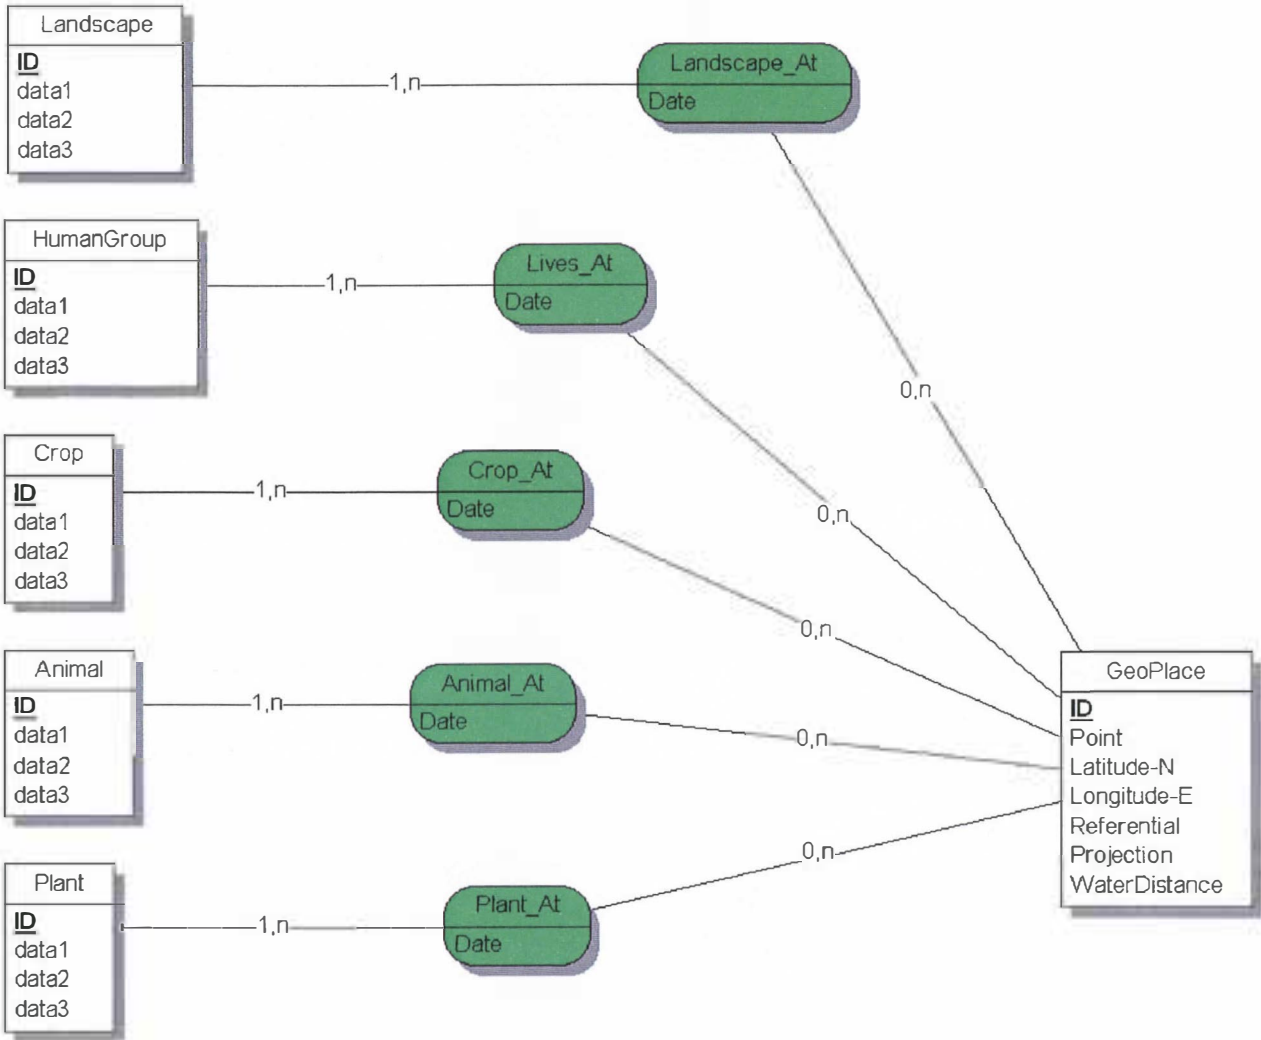 Landscape
ID
data1
data2
data3
1,n
Landscape_At
Date
0,n
HumanGroup
ID
data1
data2
data3
1,n
Lives_At
Date
0,n
Crop
ID
data1
data2
data3
1,n
Crop_At
Date
0,n
Animal
ID
data1
data2
data3
1,n
Animal_At
Date
0,n
Plant
ID
data1
data2
data3
1,n
Plant_At
Date
0,n
GeoPlace
ID
Point
Latitude-N
Longitude-E
Referential
Projection
WaterDistance